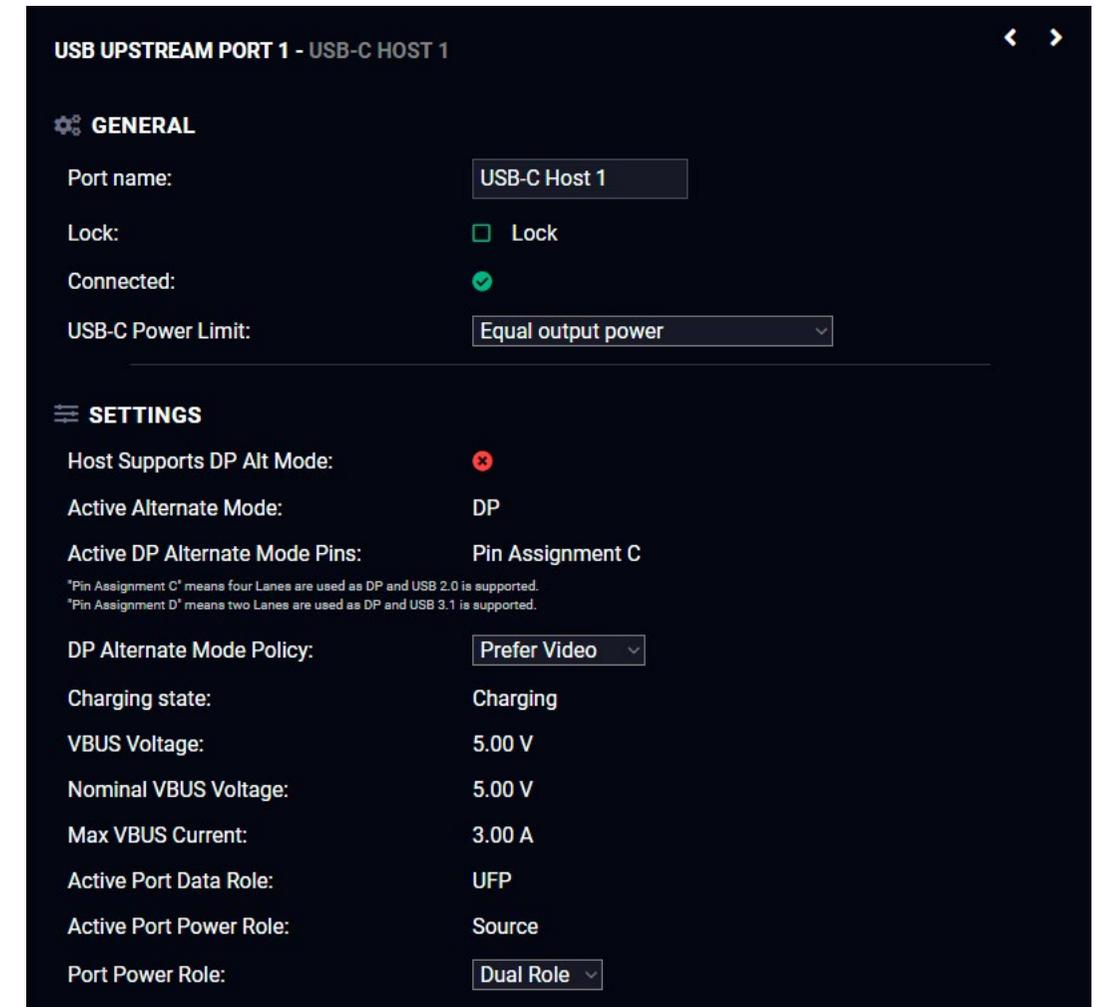 USB UPSTREAM PORT 1 - USB-C HOST 1
GENERAL
Port name: USB-C Host 1
Lock: Lock
Connected:
USB-C Power Limit: Equal output power
SETTINGS
Host Supports DP Alt Mode:
Active Alternate Mode: DP
Active DP Alternate Mode Pins: Pin Assignment C
"Pin Assignment C" means four Lanes are used as DP and USB 2.0 is supported.
"Pin Assignment D" means two Lanes are used as DP and USB 3.1 is supported.
DP Alternate Mode Policy: Prefer Video
Charging state: Charging
VBUS Voltage: 5.00 V
Nominal VBUS Voltage: 5.00 V
Max VBUS Current: 3.00 A
Active Port Data Role: UFP
Active Port Power Role: Source
Port Power Role: Dual Role